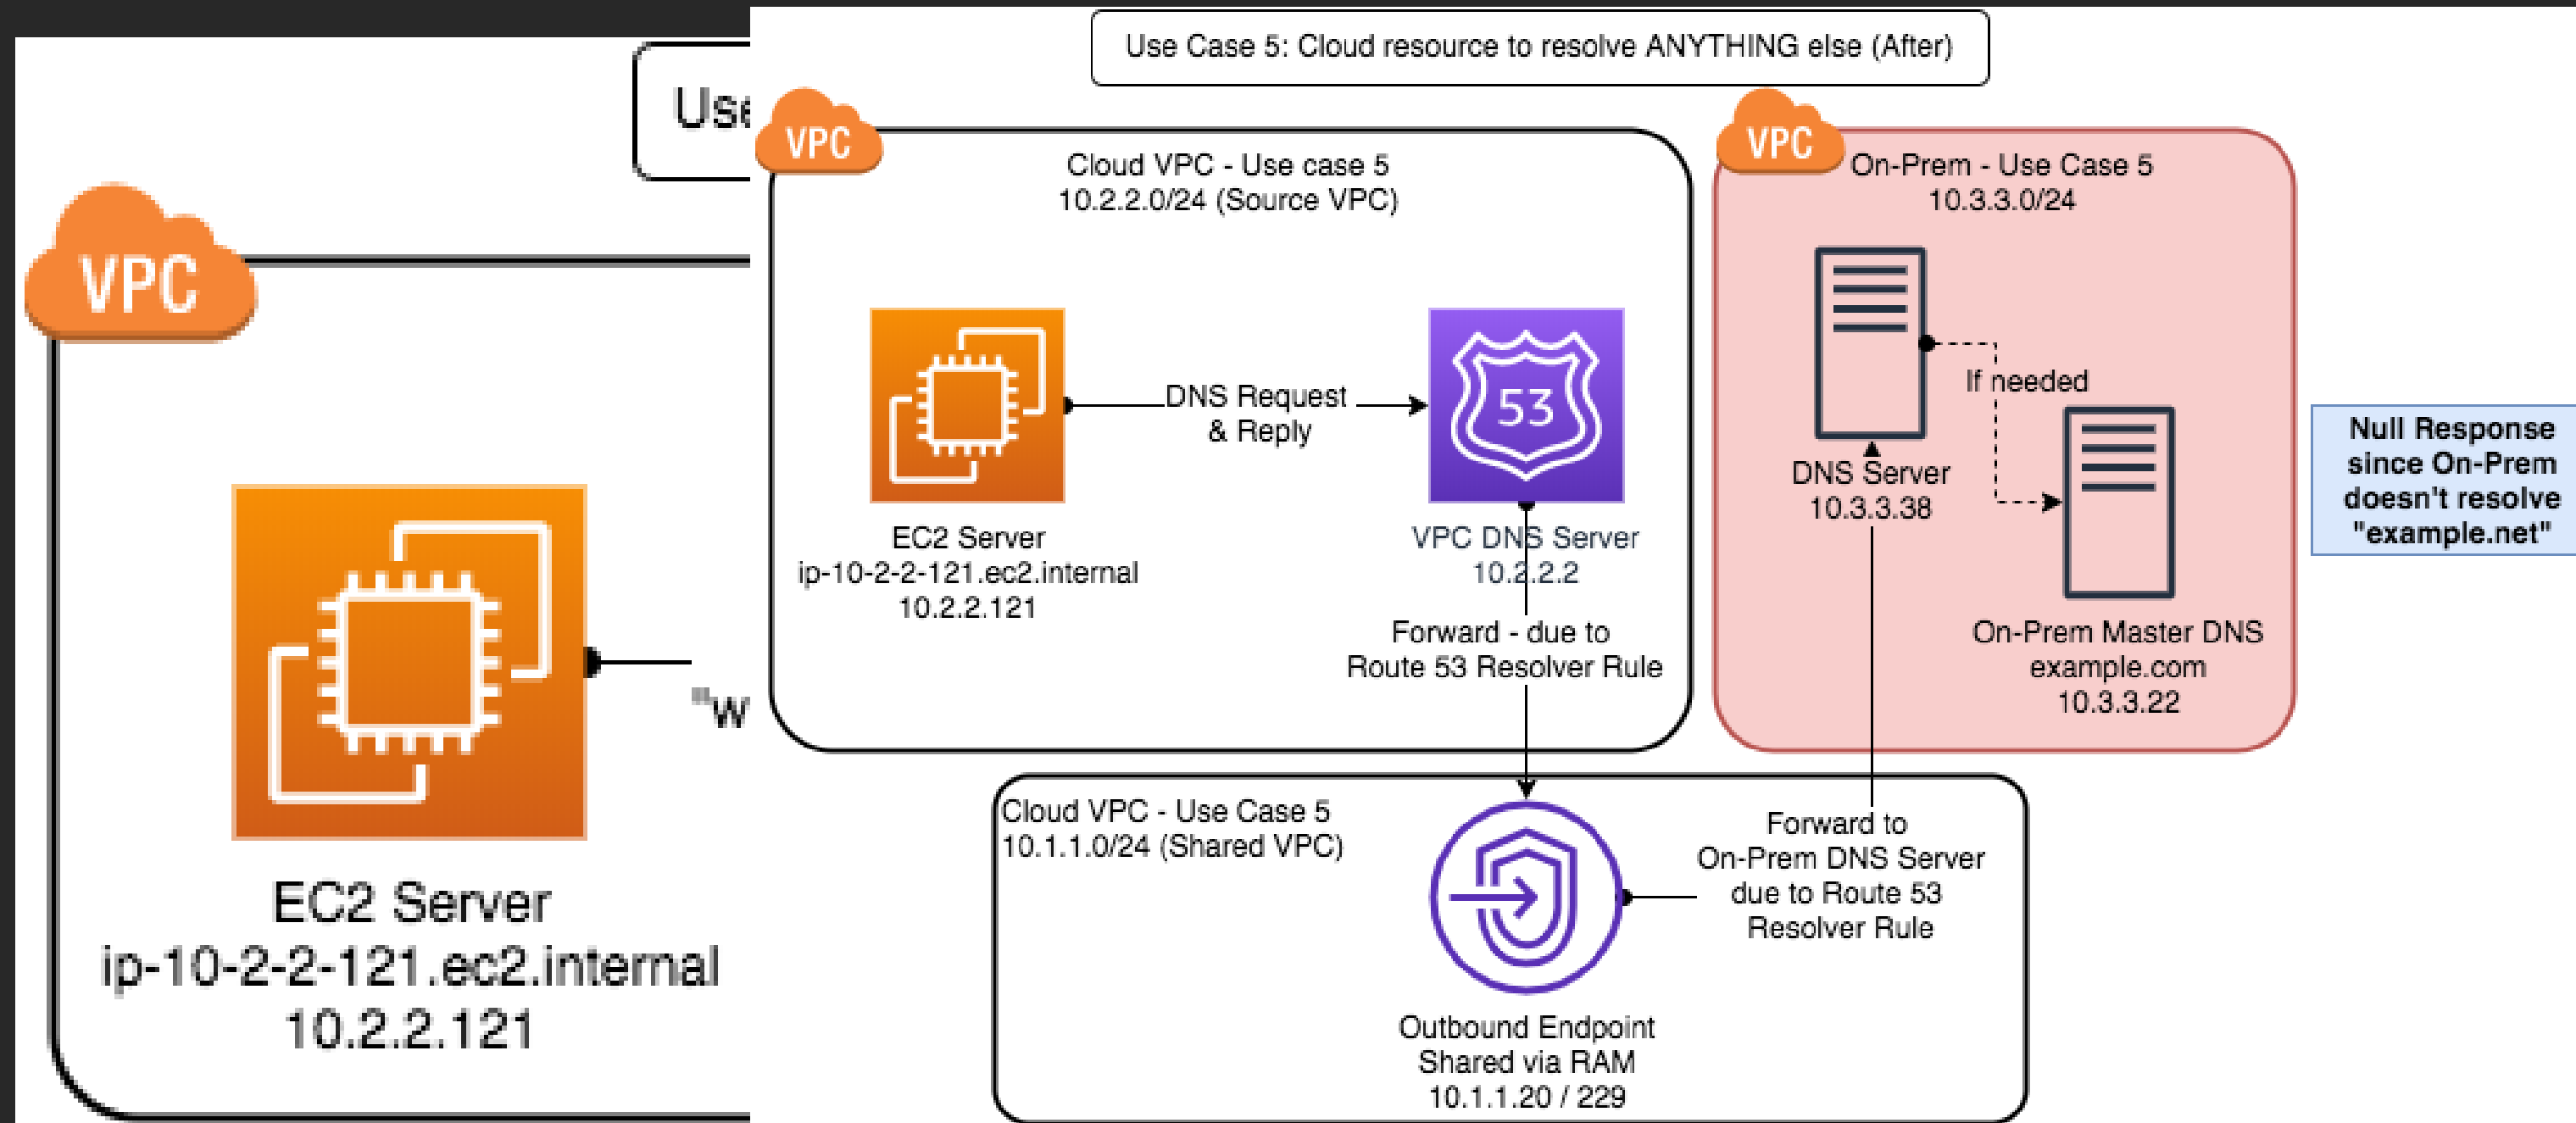 Use
VPC
EC2 Server
ip-10-2-2-121.ec2.internal
10.2.2.121
"w
Use Case 5: Cloud resource to resolve ANYTHING else (After)
VPC
Cloud VPC - Use case 5
10.2.2.0/24 (Source VPC)
DNS Request
& Reply
53
EC2 Server
ip-10-2-2-121.ec2.internal
10.2.2.121
VPC DNS Server
10.2.2.2
Forward - due to
Route 53 Resolver Rule
VPC
On-Prem - Use Case 5
10.3.3.0/24
If needed
DNS Server
10.3.3.38
On-Prem Master DNS
example.com
10.3.3.22
Null Response
since On-Prem
doesn't resolve
"example.net"
Cloud VPC - Use Case 5
10.1.1.0/24 (Shared VPC)
Forward to
On-Prem DNS Server
due to Route 53
Resolver Rule
Outbound Endpoint
Shared via RAM
10.1.1.20 / 229